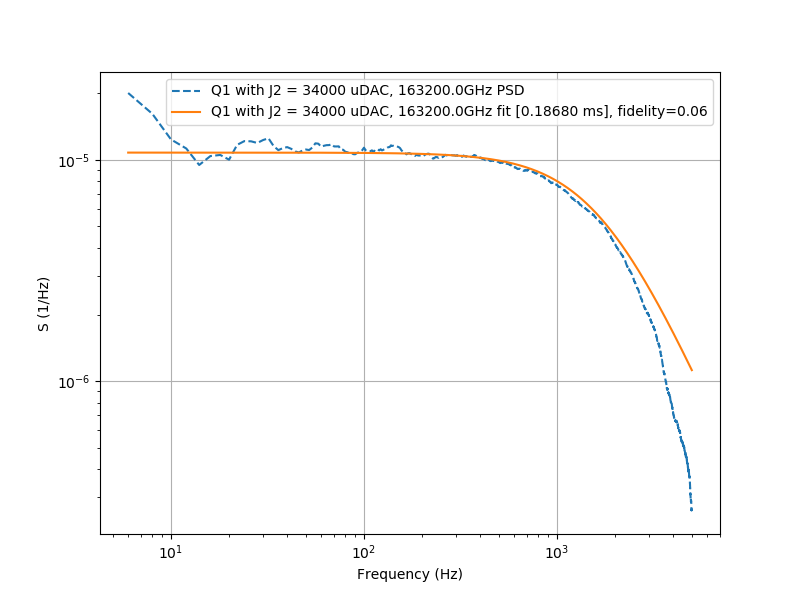 Q1 with J2 = 34000 uDAC, 163200.0GHz PSD
Q1 with J2 = 34000 uDAC, 163200.0GHz fit [0.18680 ms], fidelity=0.06
10⁻⁵
10⁻⁶
S (1/Hz)
10¹ 10² 10³
Frequency (Hz)